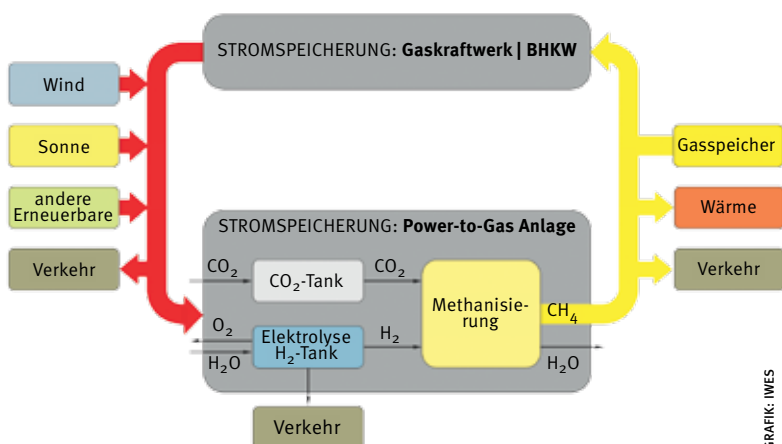 STROMSPEICHERUNG: Gaskraftwerk | BHKW
Wind
Sonne
andere
Erneuerbare
Verkehr
Gasspeicher
Wärme
Verkehr
STROMSPEICHERUNG: Power-to-Gas Anlage
CO₂
CO₂-Tank
CO₂
Methanisie-
rung
CH₄
O₂
H₂O
Elektrolyse
H₂-Tank
H₂
H₂O
Verkehr
GRAFIK: IWES